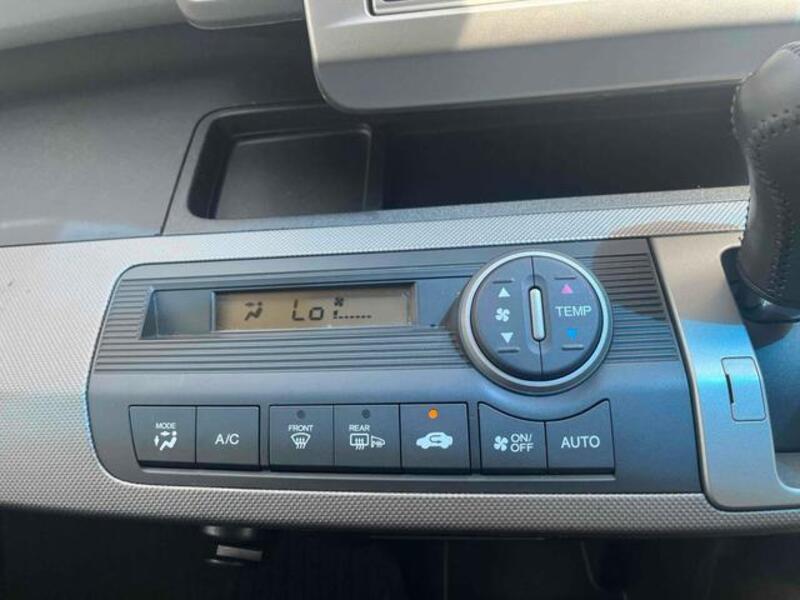 Lo
TEMP
MODE
A/C
FRONT
REAR
ON/
OFF
AUTO